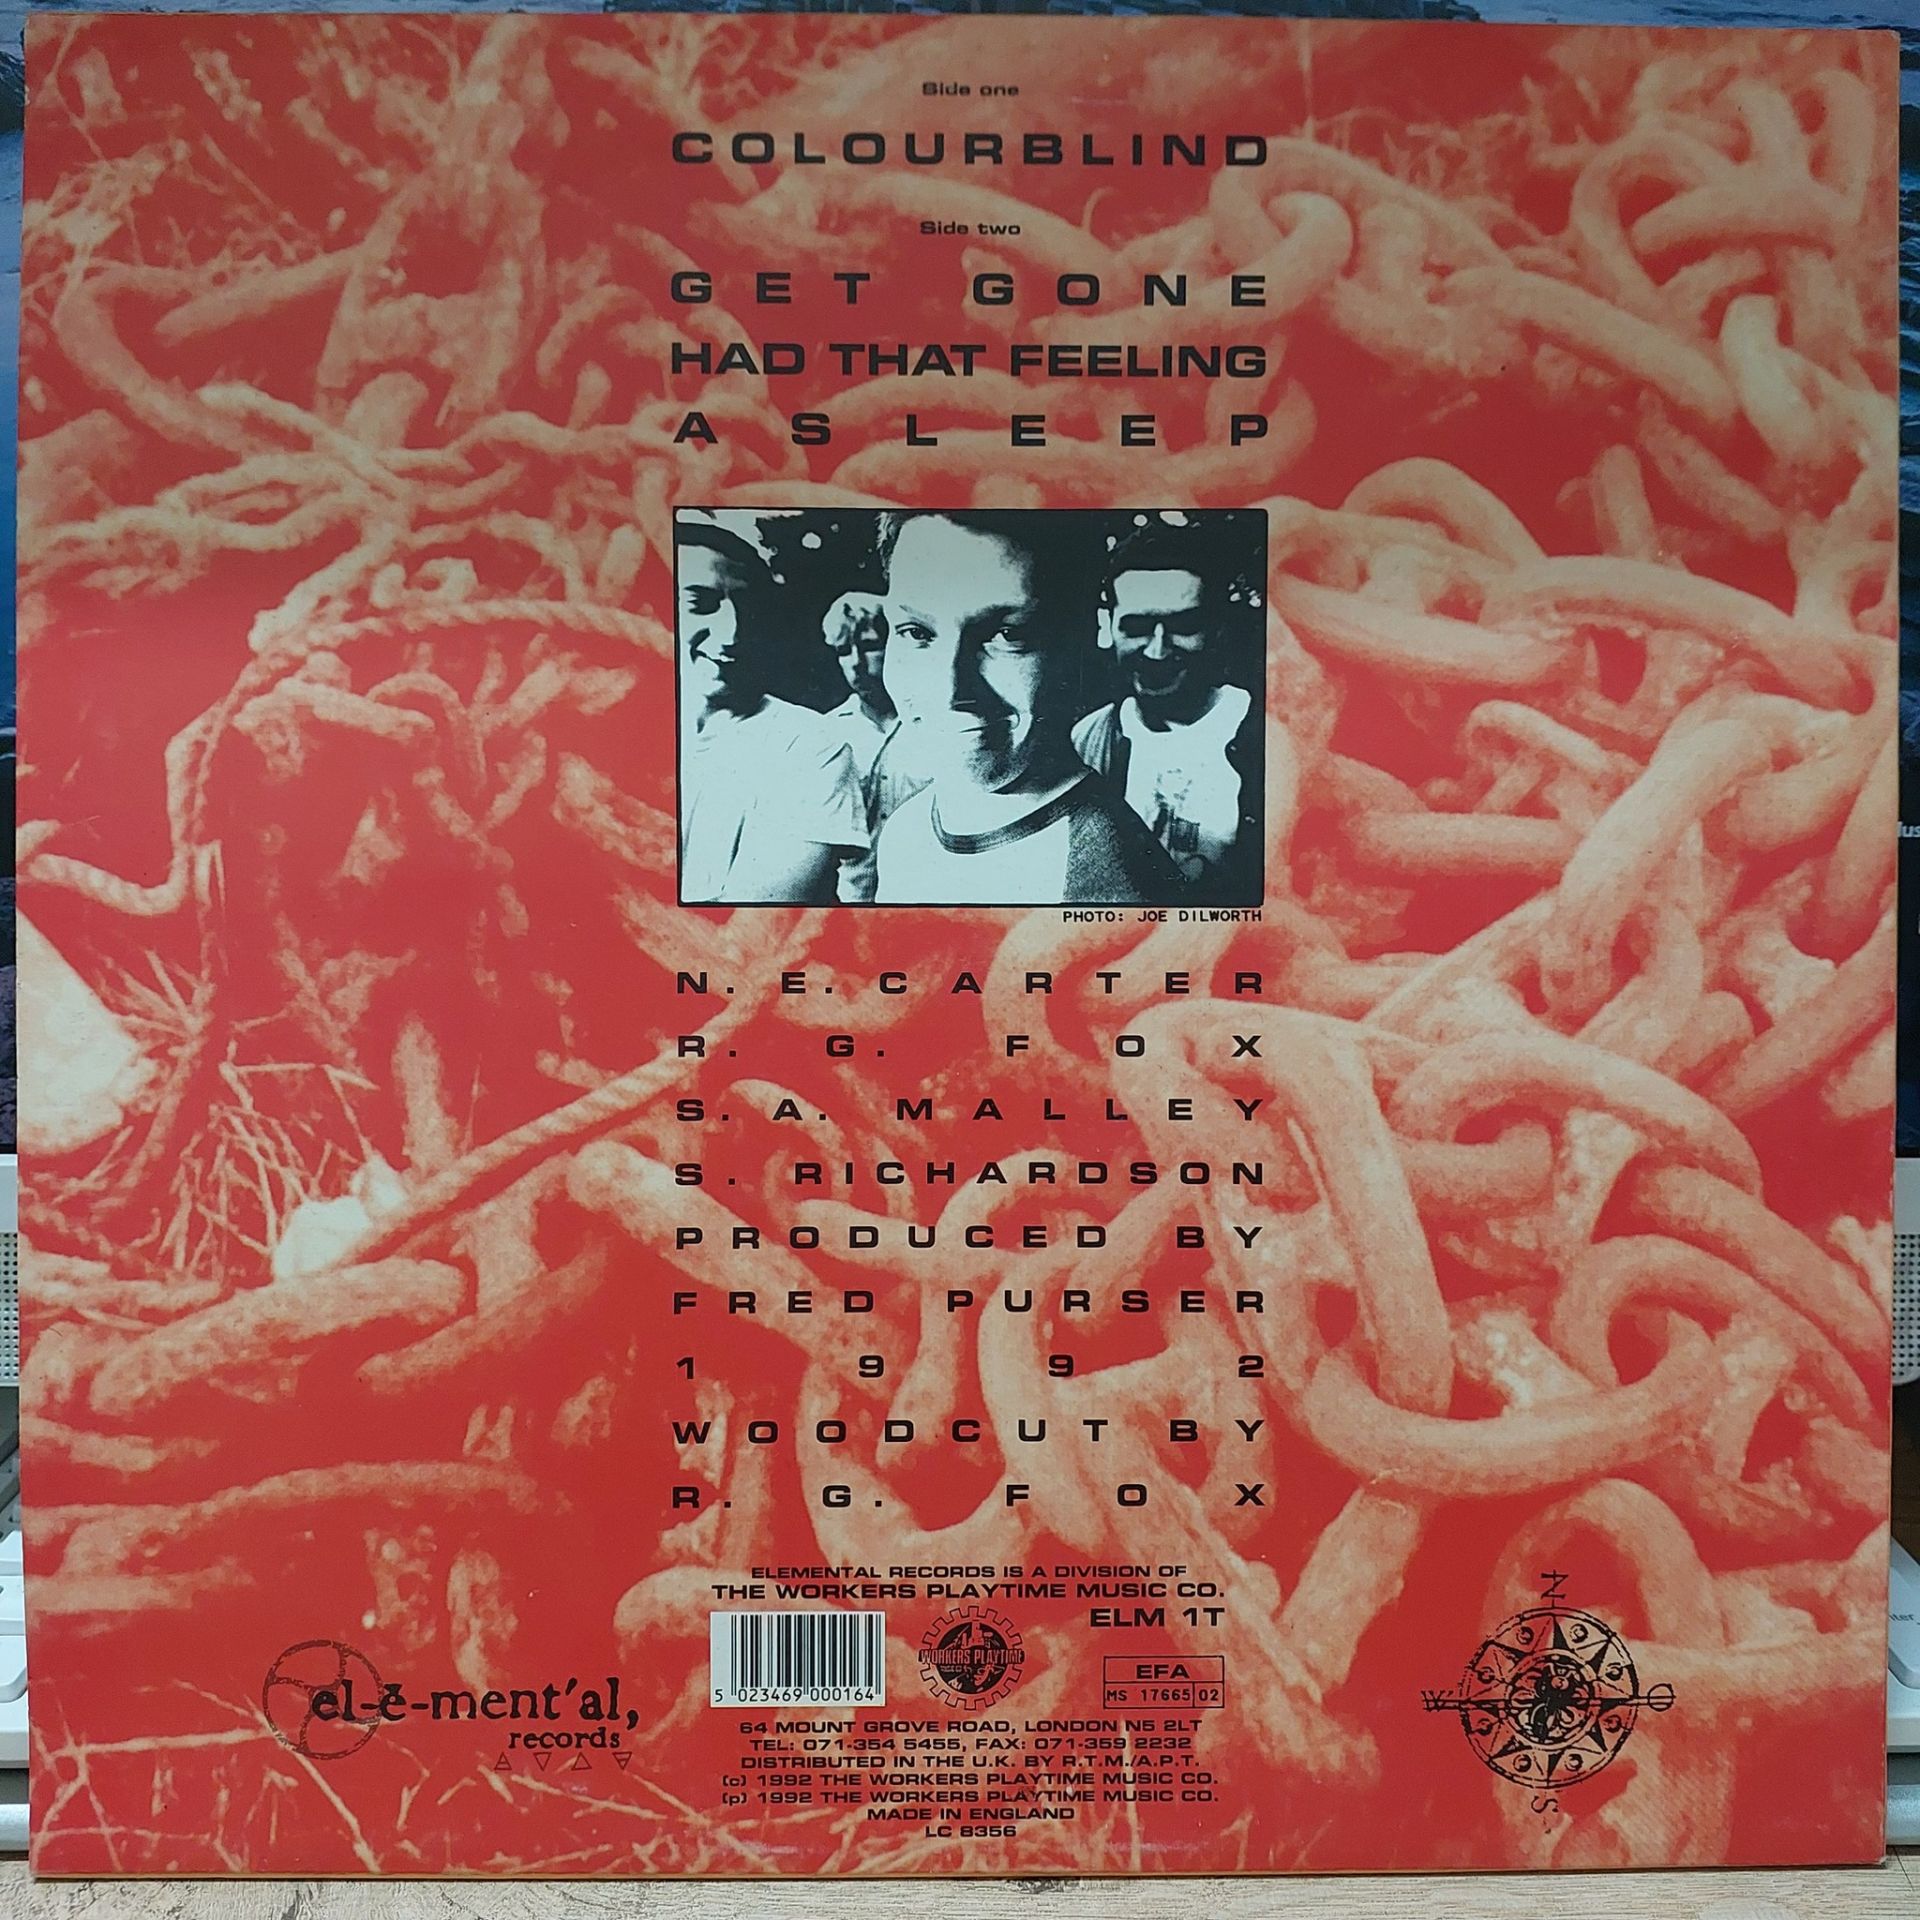 Side one
COLOURBLIND
Side two
GET GONE
HAD THAT FEELING
ASLEEP
PHOTO: JOE DILWORTH
N. E. CARTER
R. G. FOX
S. A. MALLEY
S. RICHARDSON
PRODUCED BY
FRED PURSER
1992
WOODCUT BY
R. G. FOX
ELEMENTAL RECORDS IS A DIVISION OF
THE WORKERS PLAYTIME MUSIC CO.
ELM 1T
WORKERS PLAYTIME
EFA
MS 17665 02
5 023469 000164
el-e-ment'al,
records
64 MOUNT GROVE ROAD, LONDON N5 2LT
TEL: 071-354 5455, FAX: 071-359 2232
DISTRIBUTED IN THE U.K. BY R.T.M./A.P.T.
(c) 1992 THE WORKERS PLAYTIME MUSIC CO.
(p) 1992 THE WORKERS PLAYTIME MUSIC CO.
MADE IN ENGLAND
LC 8356
N
W
O
S